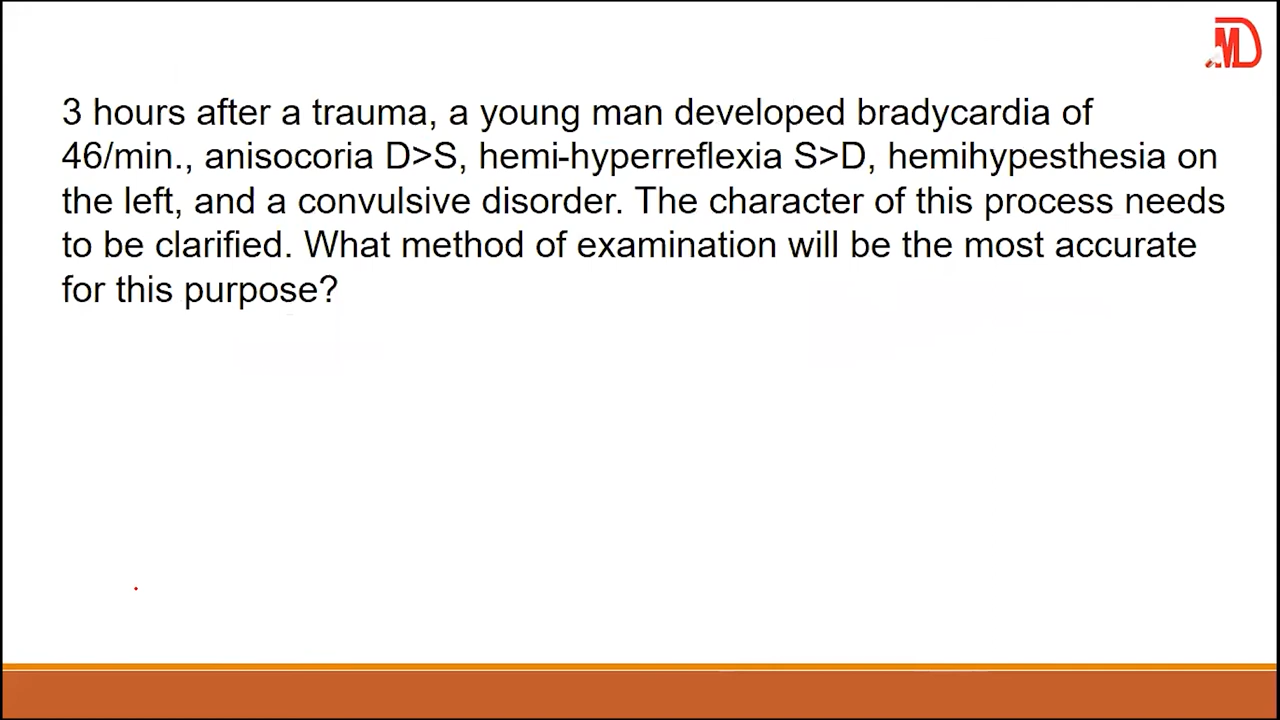 MD
3 hours after a trauma, a young man developed bradycardia of
46/min., anisocoria D>S, hemi-hyperreflexia S>D, hemihypesthesia on
the left, and a convulsive disorder. The character of this process needs
to be clarified. What method of examination will be the most accurate
for this purpose?